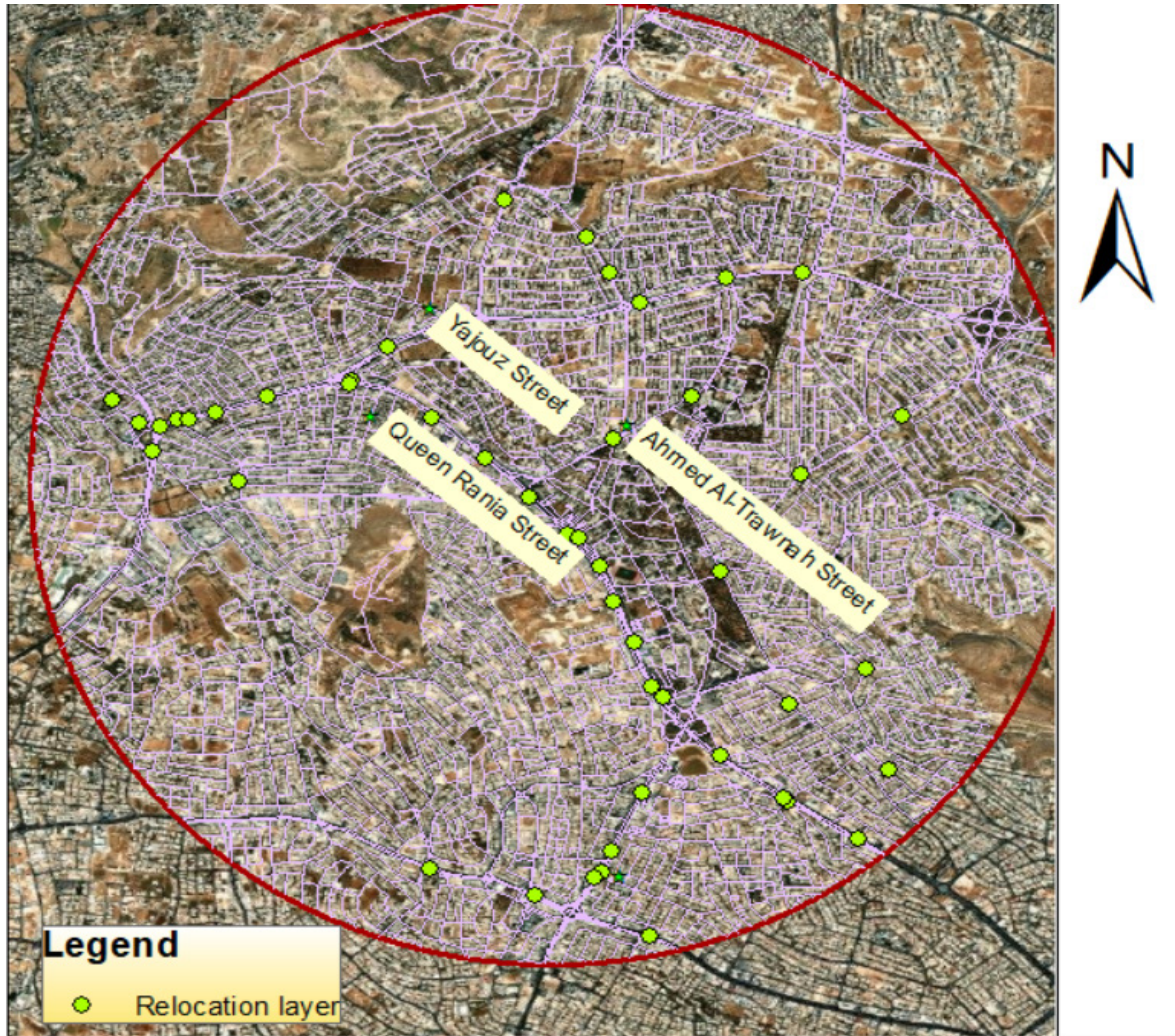 N
Yajouz Street
Queen Rania Street
Ahmed Al-Trawnah Street
Legend
Relocation layer